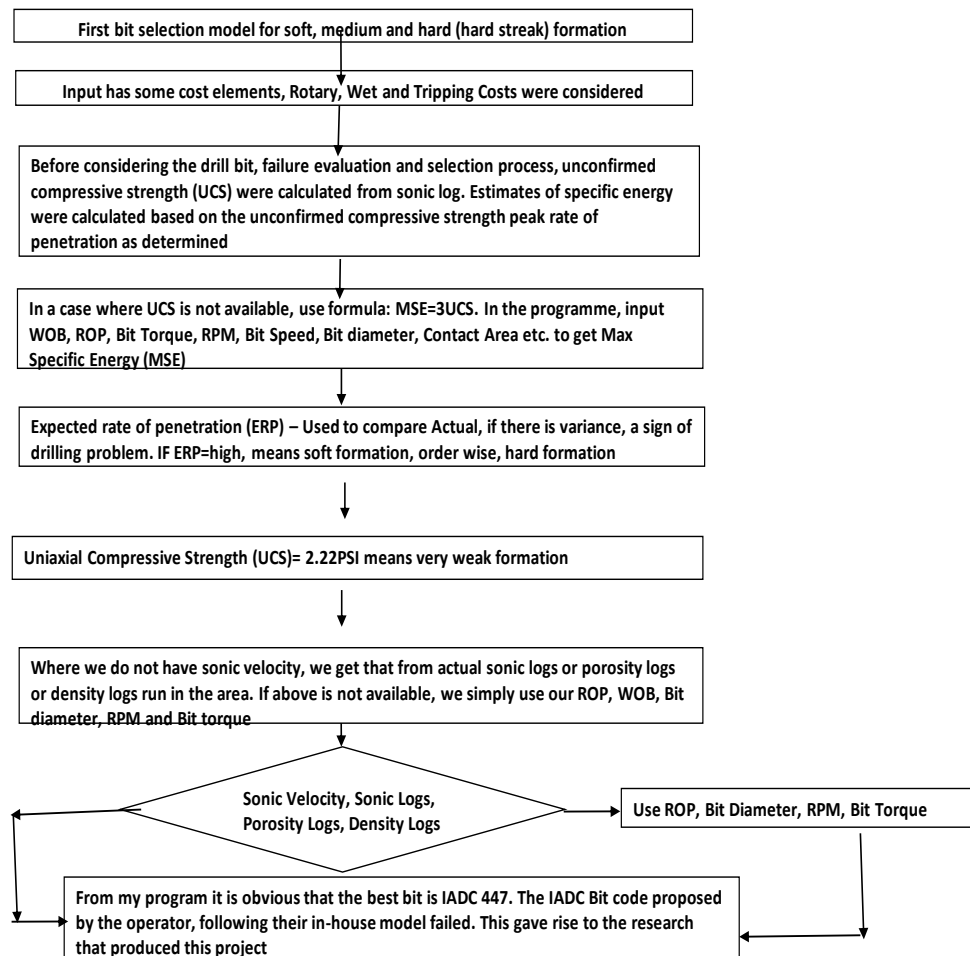 First bit selection model for soft, medium and hard (hard streak) formation
Input has some cost elements, Rotary, Wet and Tripping Costs were considered
Before considering the drill bit, failure evaluation and selection process, unconfirmed
compressive strength (UCS) were calculated from sonic log. Estimates of specific energy
were calculated based on the unconfirmed compressive strength peak rate of
penetration as determined
In a case where UCS is not available, use formula: MSE=3UCS. In the programme, input
WOB, ROP, Bit Torque, RPM, Bit Speed, Bit diameter, Contact Area etc. to get Max
Specific Energy (MSE)
Expected rate of penetration (ERP) – Used to compare Actual, if there is variance, a sign of
drilling problem. IF ERP=high, means soft formation, order wise, hard formation
Uniaxial Compressive Strength (UCS)= 2.22PSI means very weak formation
Where we do not have sonic velocity, we get that from actual sonic logs or porosity logs
or density logs run in the area. If above is not available, we simply use our ROP, WOB, Bit
diameter, RPM and Bit torque
Sonic Velocity, Sonic Logs,
Porosity Logs, Density Logs
Use ROP, Bit Diameter, RPM, Bit Torque
From my program it is obvious that the best bit is IADC 447. The IADC Bit code proposed
by the operator, following their in-house model failed. This gave rise to the research
that produced this project